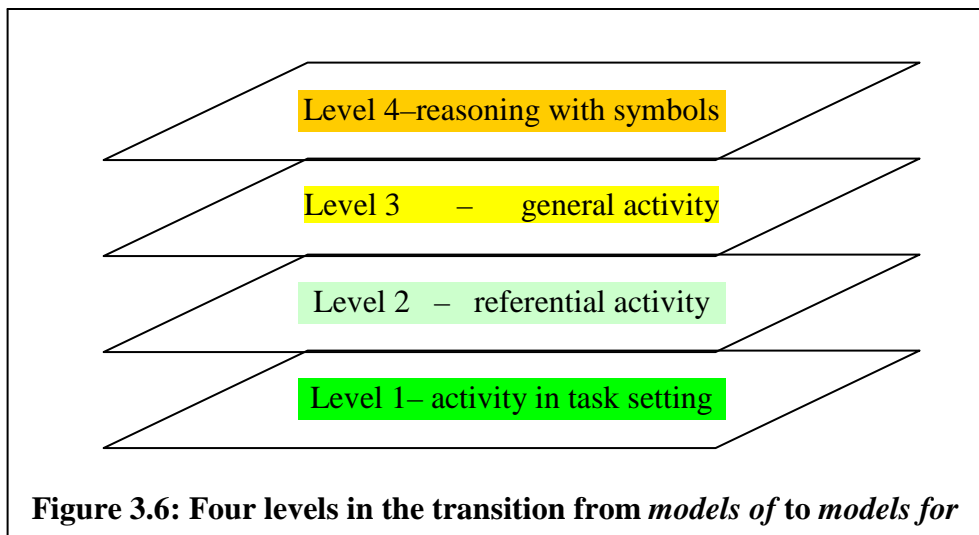 Level 4–reasoning with symbols
Level 3 – general activity
Level 2 – referential activity
Level 1– activity in task setting
Figure 3.6: Four levels in the transition from models of to models for